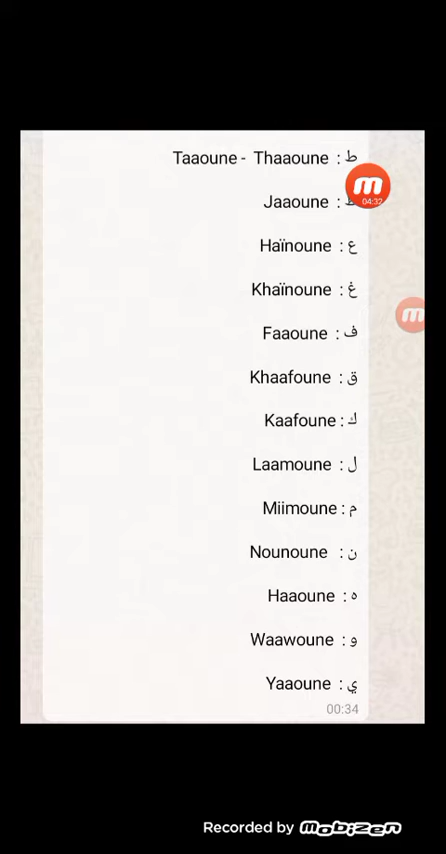 Taaoune - Thaaoune : ط
Jaaoune :
04:32
Haïnoune : ع
Khaïnoune : غ
Faaoune : ف
Khaafoune : ق
Kaafoune : ك
Laamoune : ل
Miimoune : م
Nounoune : ن
Haaoune : ه
Waawoune : و
Yaaoune : ي
00:34
Recorded by mobizen